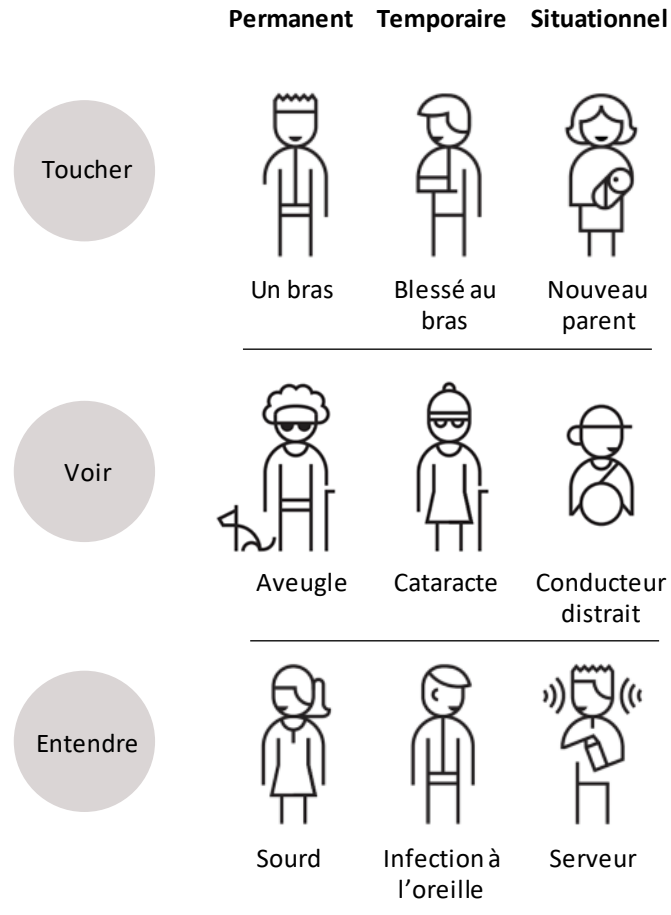 Permanent Temporaire Situationnel
Toucher
Un bras
Blessé au
bras
Nouveau
parent
Voir
Aveugle
Cataracte
Conducteur
distrait
Entendre
Sourd
Infection à
l'oreille
Serveur